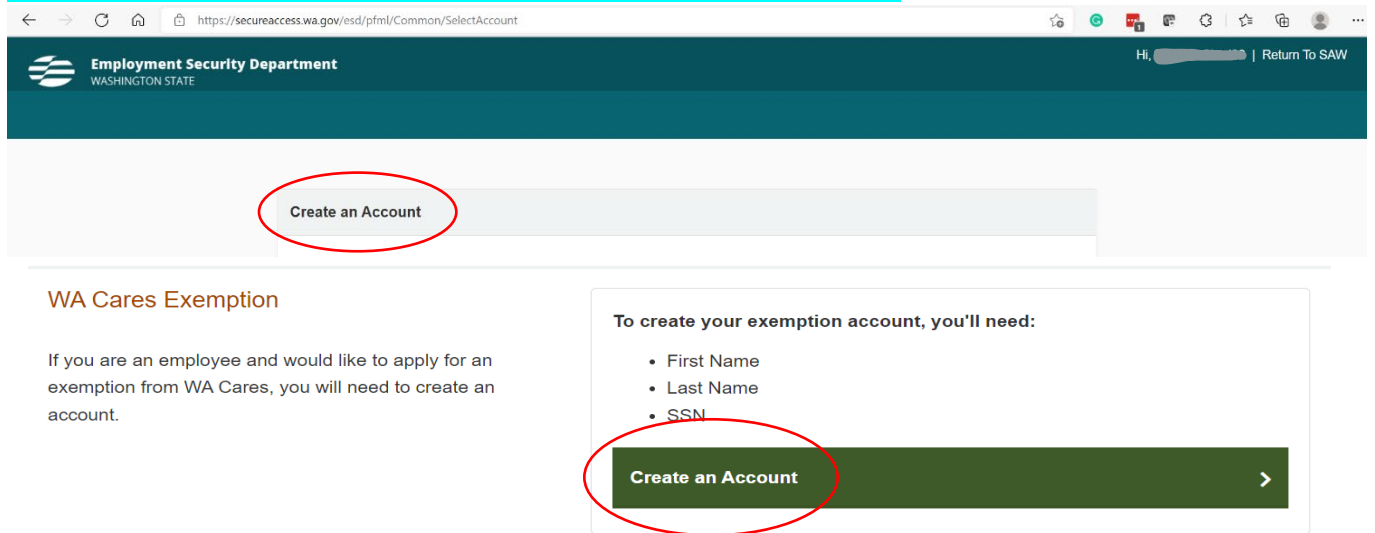 https://secureaccess.wa.gov/esd/pfml/Common/SelectAccount
1
Employment Security Department
WASHINGTON STATE
Hi, | Return To SAW
Create an Account
WA Cares Exemption
If you are an employee and would like to apply for an
exemption from WA Cares, you will need to create an
account.
To create your exemption account, you'll need:
• First Name
• Last Name
• SSN
Create an Account